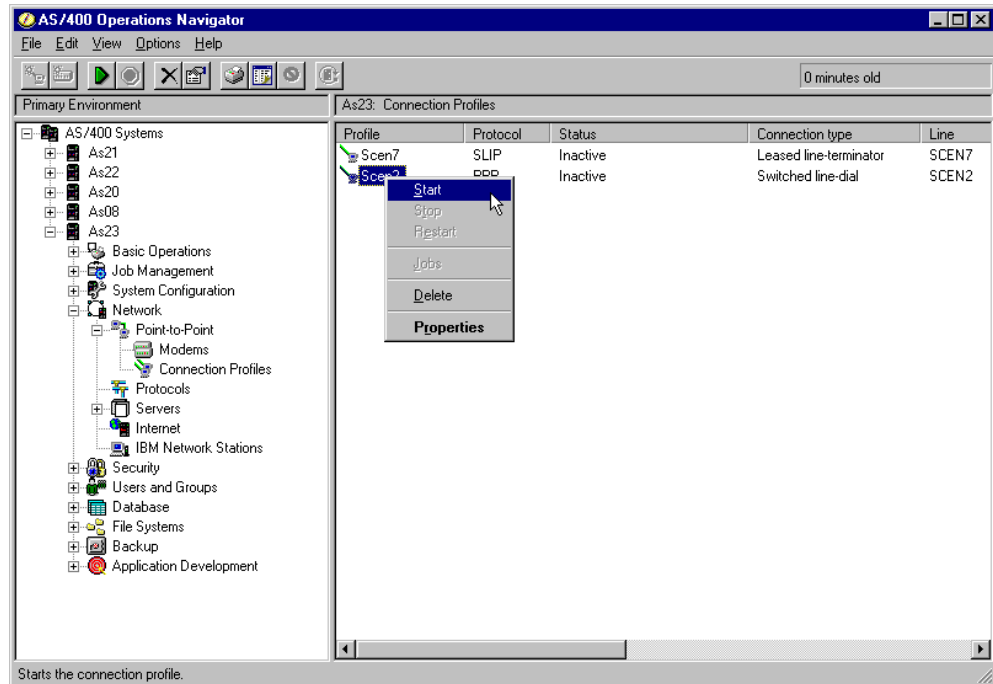 AS/400 Operations Navigator
File Edit View Options Help
0 minutes old
Primary Environment
As23: Connection Profiles
AS/400 Systems
As21
As22
As20
As08
As23
Basic Operations
Job Management
System Configuration
Network
Point-to-Point
Modems
Connection Profiles
Protocols
Servers
Internet
IBM Network Stations
Security
Users and Groups
Database
File Systems
Backup
Application Development
Profile Protocol Status Connection type Line
Scen7 SLIP Inactive Leased line-terminator SCEN7
Scen2 PPP Inactive Switched line-dial SCEN2
Start
Stop
Restart
Jobs
Delete
Properties
Starts the connection profile.